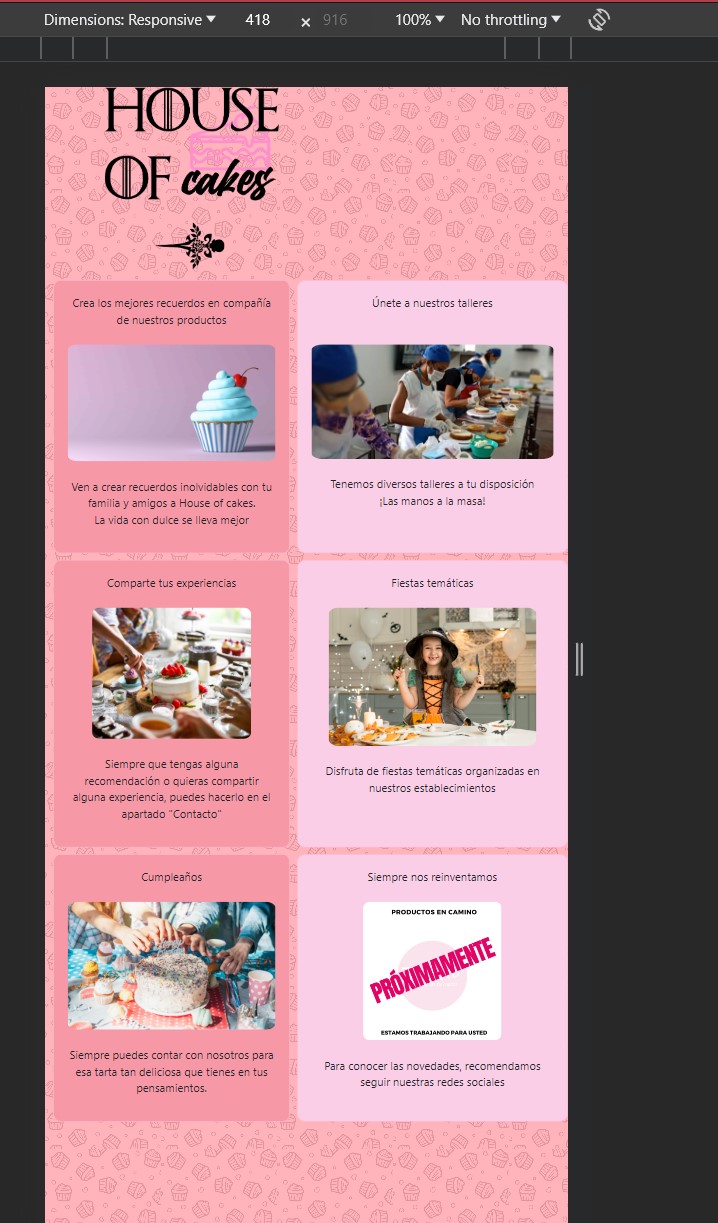 Dimensions: Responsive 418 × 916 100% No throttling
HOUSE
OF cakes
Crea los mejores recuerdos en compañía
de nuestros productos
Ven a crear recuerdos inolvidables con tu
familia y amigos a House of cakes.
La vida con dulce se lleva mejor
Únete a nuestros talleres
Tenemos diversos talleres a tu disposición
¡Las manos a la masa!
Comparte tus experiencias
Siempre que tengas alguna
recomendación o quieras compartir
alguna experiencia, puedes hacerlo en el
apartado "Contacto"
Fiestas temáticas
Disfruta de fiestas temáticas organizadas en
nuestros establecimientos
Cumpleaños
Siempre puedes contar con nosotros para
esa tarta tan deliciosa que tienes en tus
pensamientos.
Siempre nos reinventamos
PRODUCTOS EN CAMINO
PRÓXIMAMENTE
ESTAMOS TRABAJANDO PARA USTED
Para conocer las novedades, recomendamos
seguir nuestras redes sociales